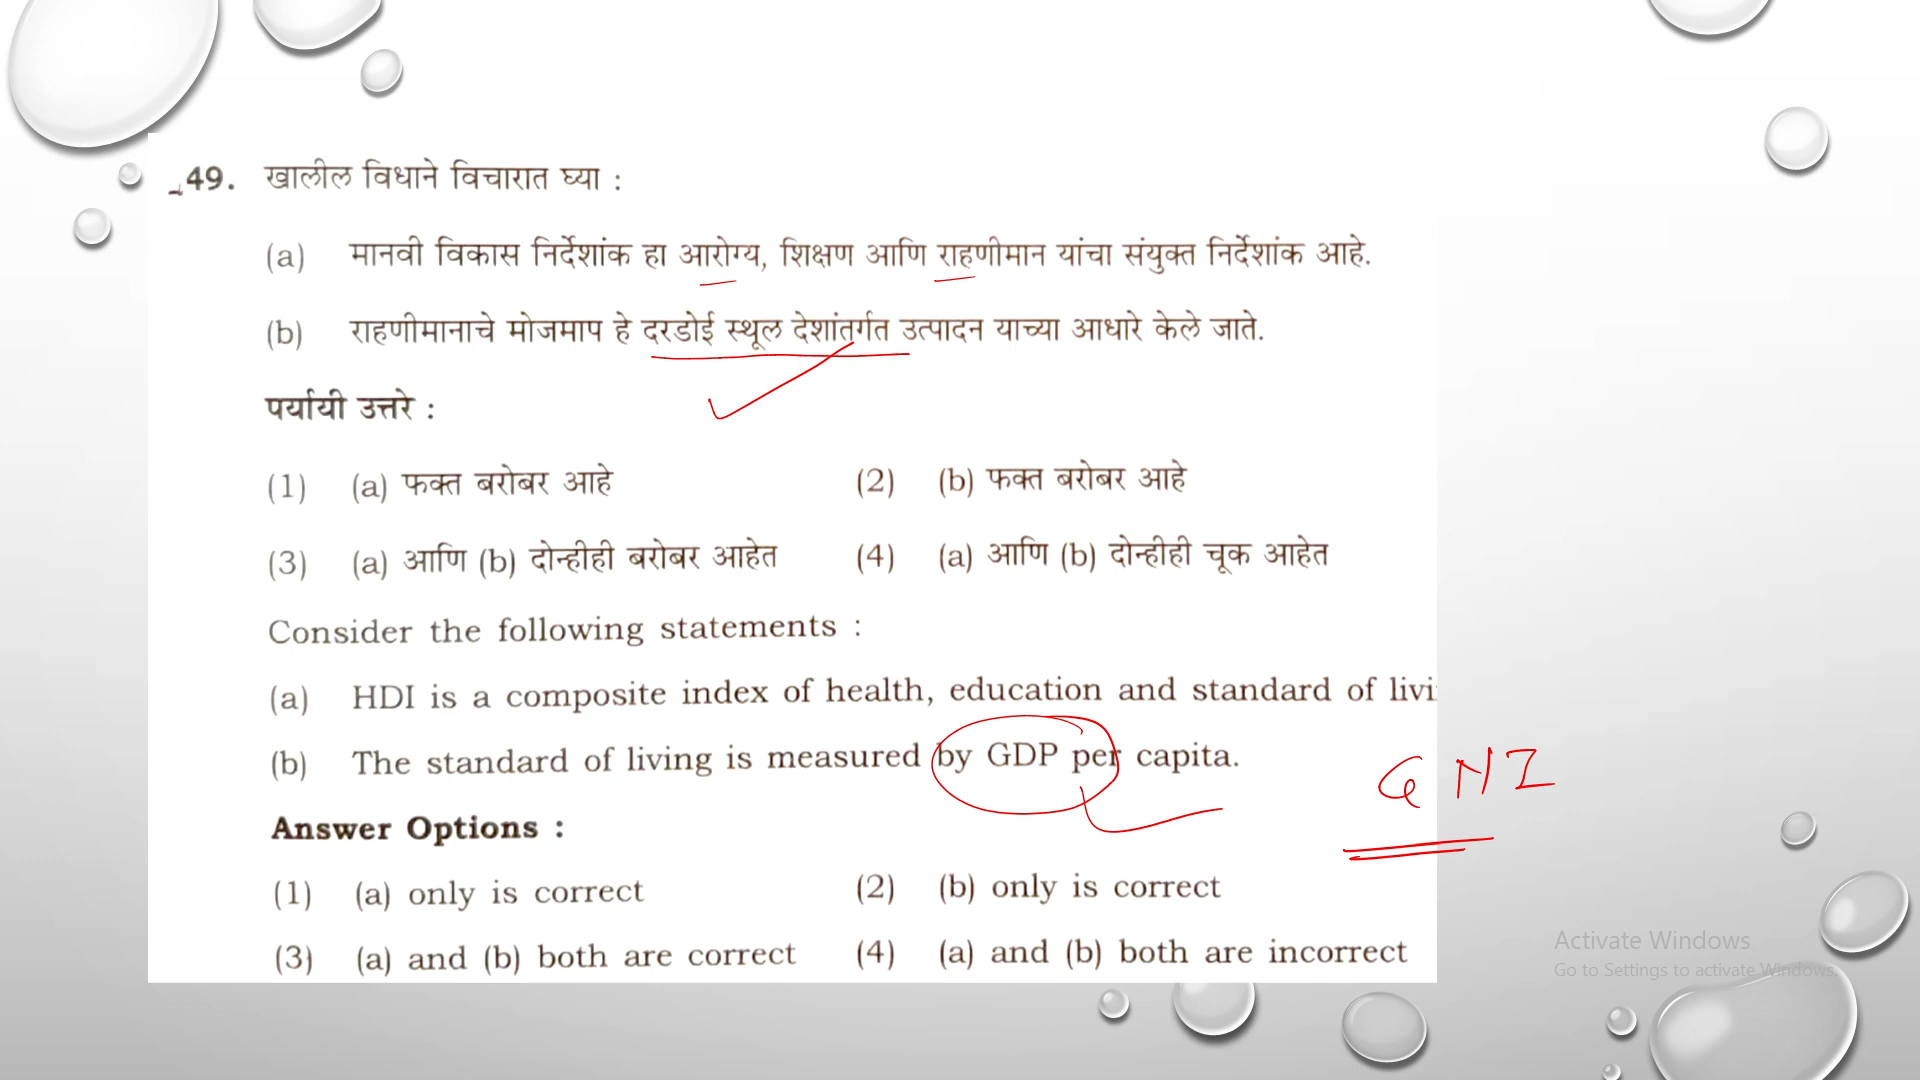 49. खालील विधाने विचारात घ्या :
(a) मानवी विकास निर्देशांक हा आरोग्य, शिक्षण आणि राहणीमान यांचा संयुक्त निर्देशांक आहे.
(b) राहणीमानाचे मोजमाप हे दरडोई स्थूल देशांतर्गत उत्पादन याच्या आधारे केले जाते.
पर्यायी उत्तरे :
(1) (a) फक्त बरोबर आहे (2) (b) फक्त बरोबर आहे
(3) (a) आणि (b) दोन्हीही बरोबर आहेत (4) (a) आणि (b) दोन्हीही चूक आहेत
Consider the following statements :
(a) HDI is a composite index of health, education and standard of livi
(b) The standard of living is measured by GDP per capita.
GNI
Answer Options :
(1) (a) only is correct (2) (b) only is correct
(3) (a) and (b) both are correct (4) (a) and (b) both are incorrect
Activate Windows
Go to Settings to activate Windows.